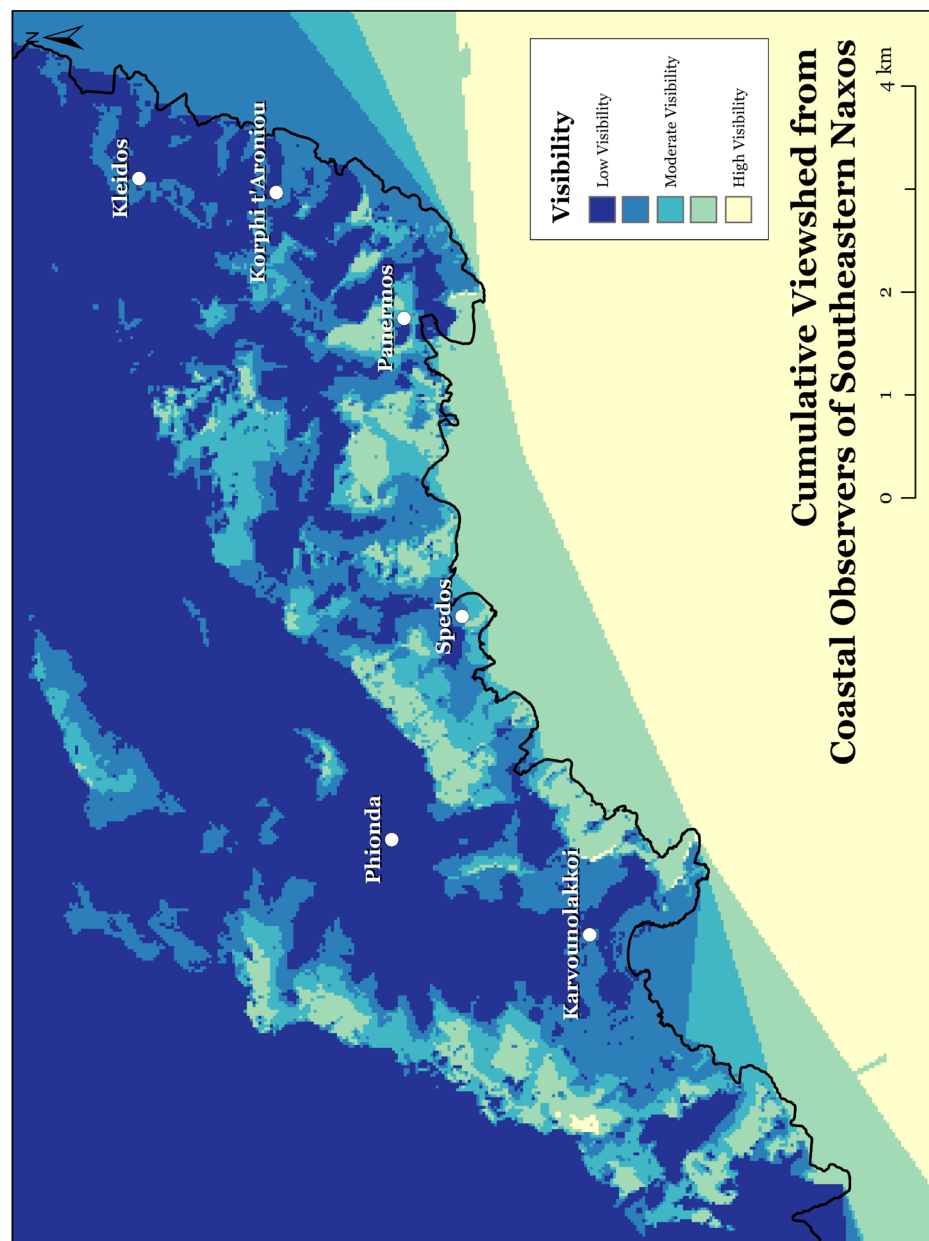 N
Kleidos
Korphi t'Aroniou
Panermos
Spedos
Phionda
Karvounolakkoi
Visibility
Low Visibility
Moderate Visibility
High Visibility
Cumulative Viewshed from
Coastal Observers of Southeastern Naxos
0 1 2 4 km